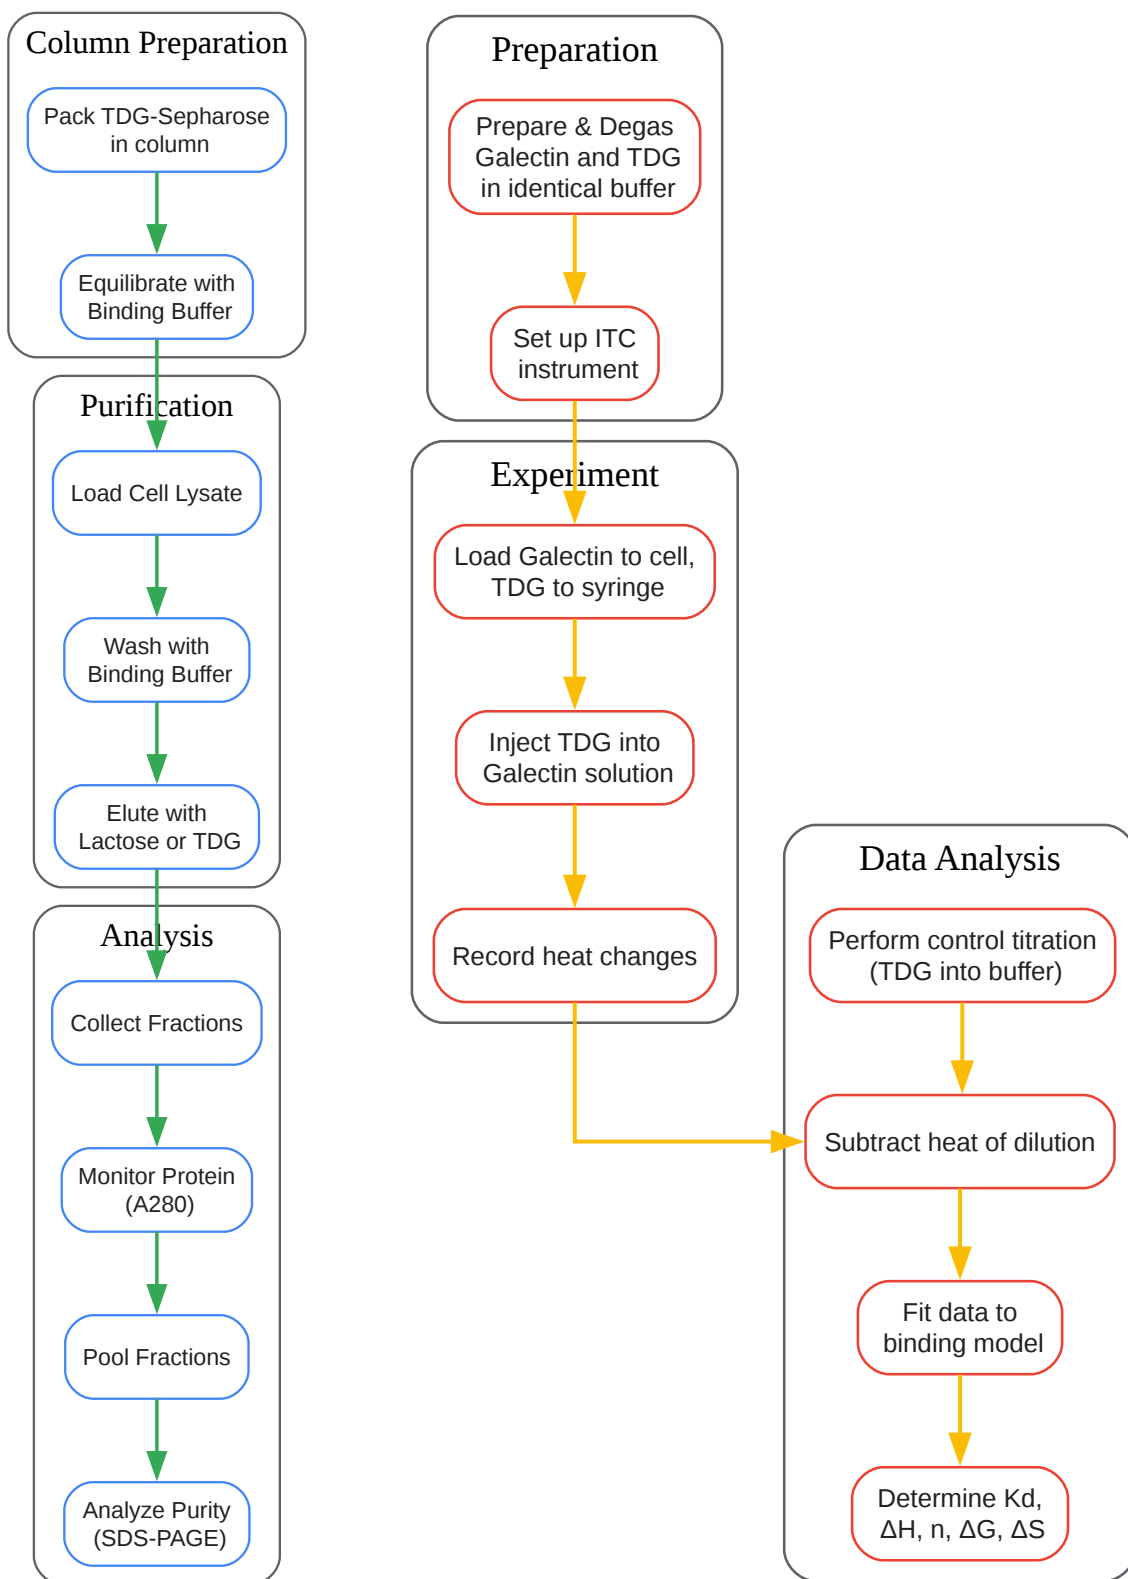 Column Preparation
Pack TDG-Sepharose
in column
Equilibrate with
Binding Buffer
Purification
Load Cell Lysate
Wash with
Binding Buffer
Elute with
Lactose or TDG
Analysis
Collect Fractions
Monitor Protein
(A280)
Pool Fractions
Analyze Purity
(SDS-PAGE)
Preparation
Prepare & Degas
Galectin and TDG
in identical buffer
Set up ITC
instrument
Experiment
Load Galectin to cell,
TDG to syringe
Inject TDG into
Galectin solution
Record heat changes
Data Analysis
Perform control titration
(TDG into buffer)
Subtract heat of dilution
Fit data to
binding model
Determine Kd,
ΔH, n, ΔG, ΔS